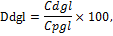 Ddgl = Cdgl/Cpgl × 100,